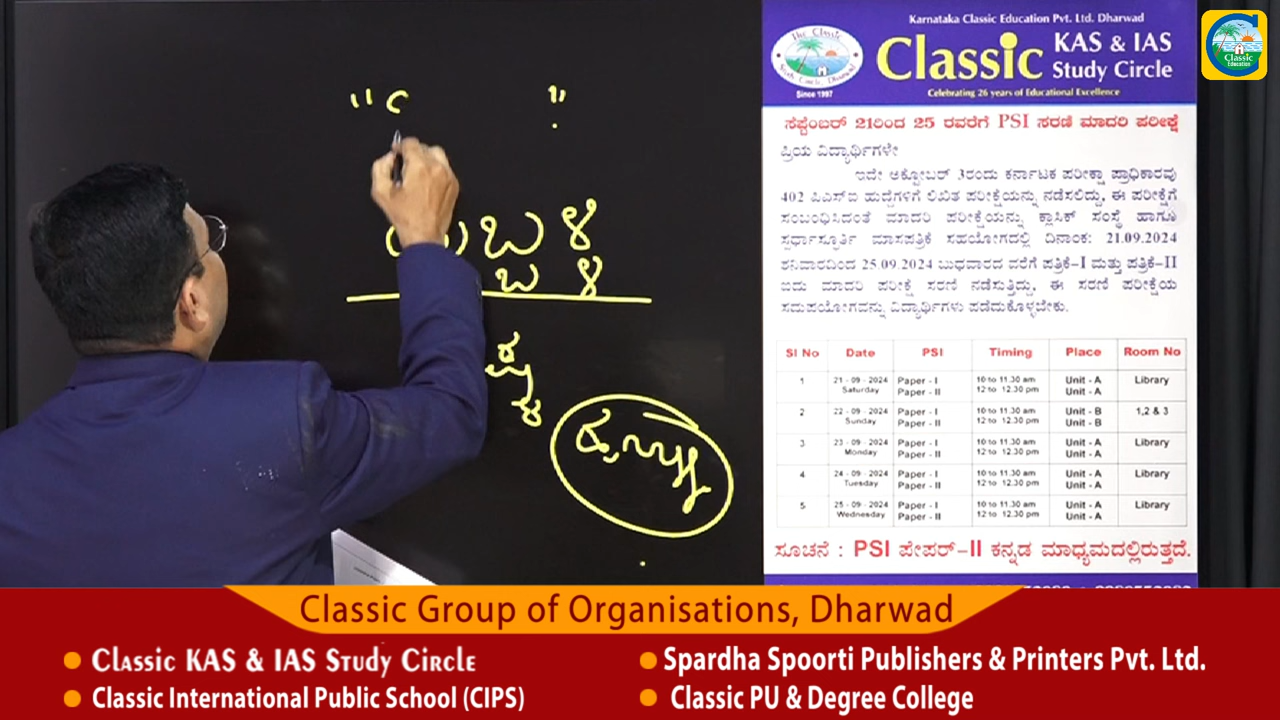 Karnataka Classic Education Pvt. Ltd. Dharwad
Classic KAS & IAS
Study Circle
The Classic
Study Circle, Dharwad
Since 1997
Celebrating 26 years of Educational Excellence
Classic
Education
ಸೆಪ್ಟೆಂಬರ್ 21ರಿಂದ 25 ರವರೆಗೆ PSI ಸರಣಿ ಮಾದರಿ ಪರೀಕ್ಷೆ
ಪ್ರಿಯ ವಿದ್ಯಾರ್ಥಿಗಳೇ
ಇದೇ ಅಕ್ಟೋಬರ್ 3ರಂದು ಕರ್ನಾಟಕ ಪರೀಕ್ಷಾ ಪ್ರಾಧಿಕಾರವು
402 ಪಿಎಸ್‌ಐ ಹುದ್ದೆಗಳಿಗೆ ಲಿಖಿತ ಪರೀಕ್ಷೆಯನ್ನು ನಡೆಸಲಿದ್ದು, ಈ ಪರೀಕ್ಷೆಗೆ
ಸಂಬಂಧಿಸಿದಂತೆ ಮಾದರಿ ಪರೀಕ್ಷೆಯನ್ನು ಕ್ಲಾಸಿಕ್ ಸಂಸ್ಥೆ ಹಾಗೂ
ಸ್ಪರ್ಧಾಸ್ಫೂರ್ತಿ ಮಾಸಪತ್ರಿಕೆ ಸಹಯೋಗದಲ್ಲಿ ದಿನಾಂಕ: 21.09.2024
ಶನಿವಾರದಿಂದ 25.09.2024 ಬುಧವಾರದ ವರೆಗೆ ಪತ್ರಿಕೆ-I ಮತ್ತು ಪತ್ರಿಕೆ-II
ಐದು ಮಾದರಿ ಪರೀಕ್ಷೆ ಸರಣಿ ನಡೆಸುತ್ತಿದ್ದು, ಈ ಸರಣಿ ಪರೀಕ್ಷೆಯ
ಸದುಪಯೋಗವನ್ನು ವಿದ್ಯಾರ್ಥಿಗಳು ಪಡೆದುಕೊಳ್ಳಬೇಕು.
Sl No Date PSI Timing Place Room No
1 21 - 09 - 2024 Saturday Paper - I Paper - II 10 to 11.30 am 12 to 12.30 pm Unit - A Unit - A Library
2 22 - 09 - 2024 Sunday Paper - I Paper - II 10 to 11.30 am 12 to 12.30 pm Unit - B Unit - B 1,2 & 3
3 23 - 09 - 2024 Monday Paper - I Paper - II 10 to 11.30 am 12 to 12.30 pm Unit - A Unit - A Library
4 24 - 09 - 2024 Tuesday Paper - I Paper - II 10 to 11.30 am 12 to 12.30 pm Unit - A Unit - A Library
5 25 - 09 - 2024 Wednesday Paper - I Paper - II 10 to 11.30 am 12 to 12.30 pm Unit - A Unit - A Library
ಸೂಚನೆ : PSI ಪೇಪರ್-II ಕನ್ನಡ ಮಾಧ್ಯಮದಲ್ಲಿರುತ್ತದೆ.
ಬ ಳ
ಬ ಳ
Classic Group of Organisations, Dharwad
Classic KAS & IAS Study Circle
Spardha Spoorti Publishers & Printers Pvt. Ltd.
Classic International Public School (CIPS)
Classic PU & Degree College